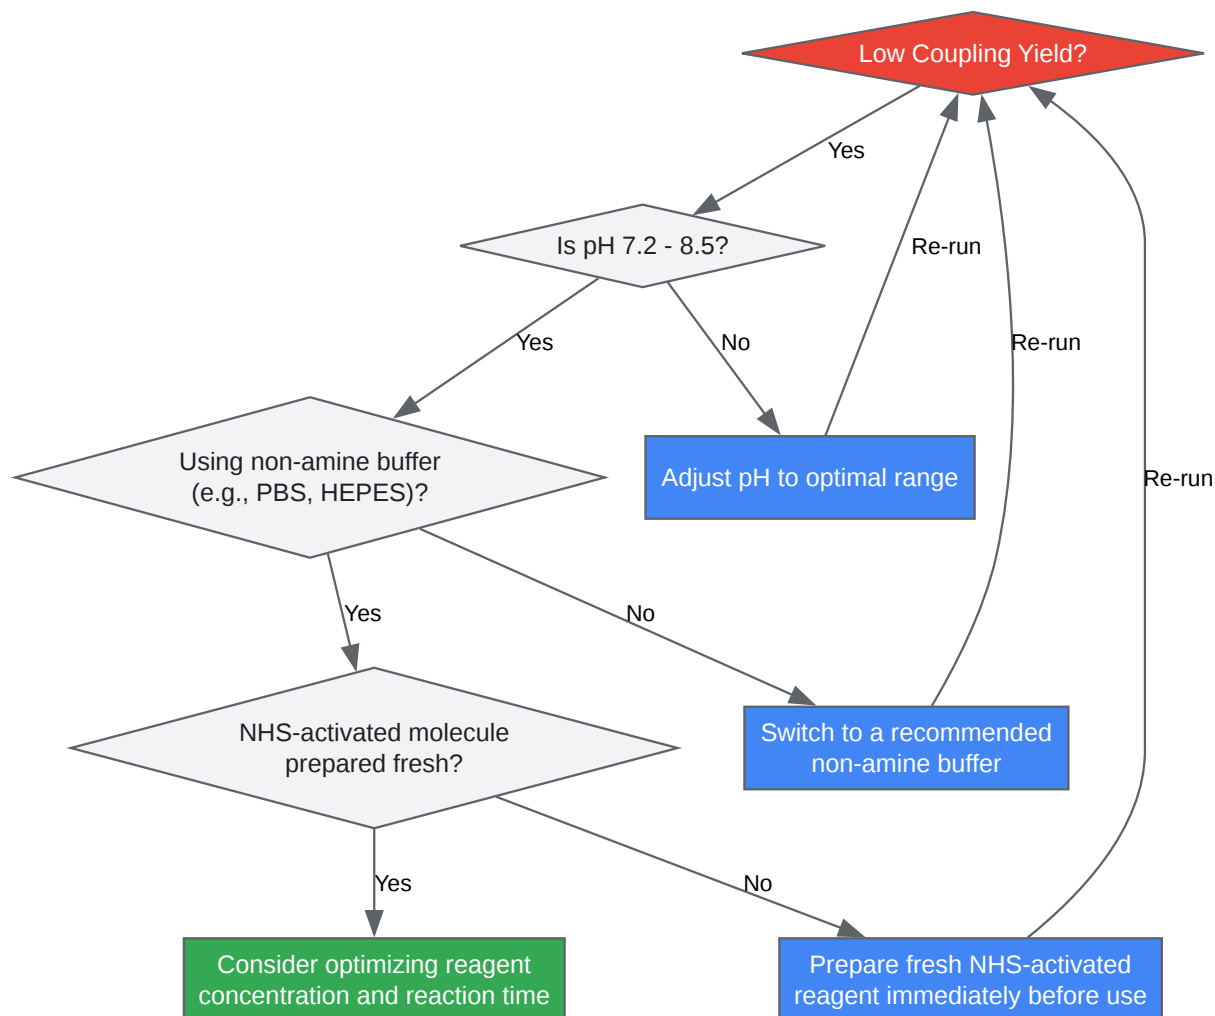 Low Coupling Yield?
Yes
Is pH 7.2 - 8.5?
Re-run
Yes
No
Re-run
Using non-amine buffer
(e.g., PBS, HEPES)?
Adjust pH to optimal range
Re-run
Yes
No
NHS-activated molecule
prepared fresh?
Switch to a recommended
non-amine buffer
Yes
No
Consider optimizing reagent
concentration and reaction time
Prepare fresh NHS-activated
reagent immediately before use